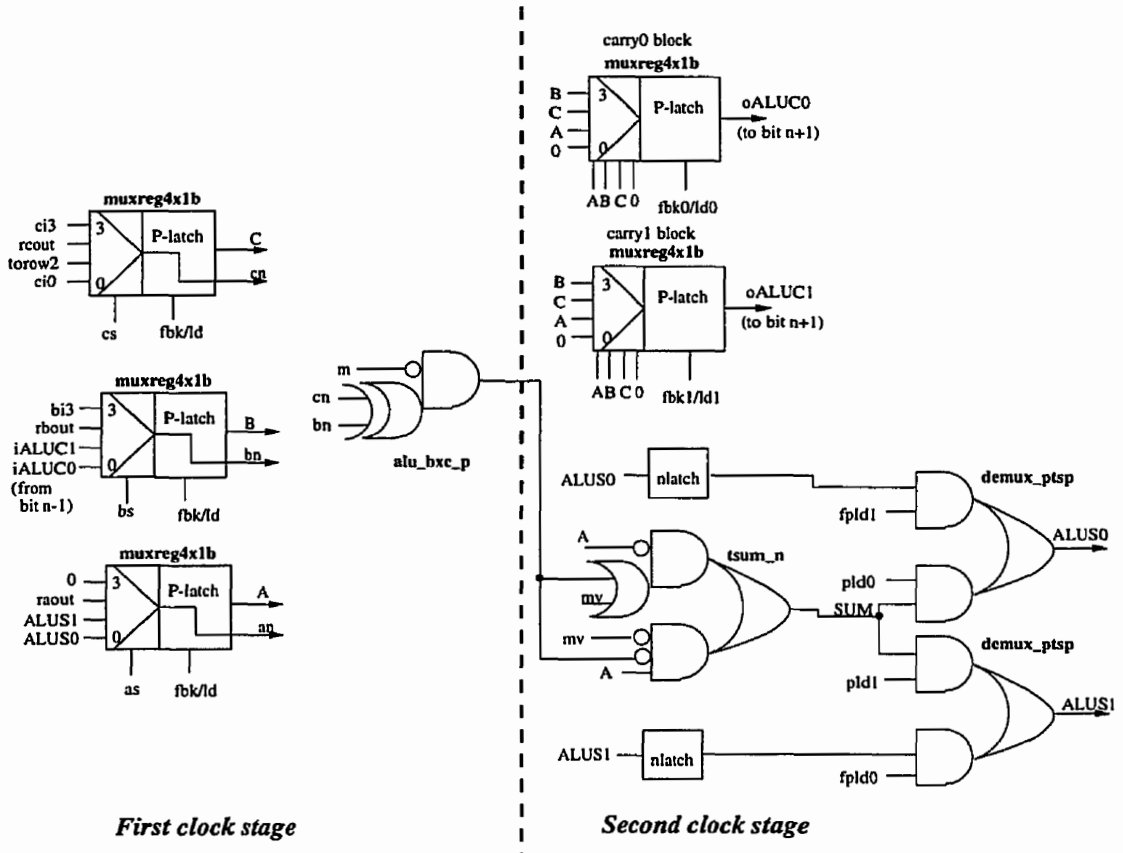 carry0 block
muxreg4x1b
B
C
A
0
3
0
P-latch
oALUC0
(to bit n+1)
A B C 0
fbk0/ld0
carry1 block
muxreg4x1b
B
C
A
0
3
0
P-latch
oALUC1
(to bit n+1)
A B C 0
fbk1/ld1
muxreg4x1b
ci3
rcout
torow2
ci0
3
0
P-latch
C
cn
cs
fbk/ld
muxreg4x1b
bi3
rbout
iALUC1
iALUC0
(from
bit n-1)
3
0
P-latch
B
bn
bs
fbk/ld
muxreg4x1b
0
raout
ALUS1
ALUS0
3
0
P-latch
A
an
as
fbk/ld
m
cn
bn
alu_bxc_p
ALUS0
nlatch
fpld1
demux_ptsp
ALUS0
A
mv
tsum_n
mv
A
SUM
pld0
pld1
demux_ptsp
ALUS1
ALUS1
nlatch
fpld0
First clock stage
Second clock stage